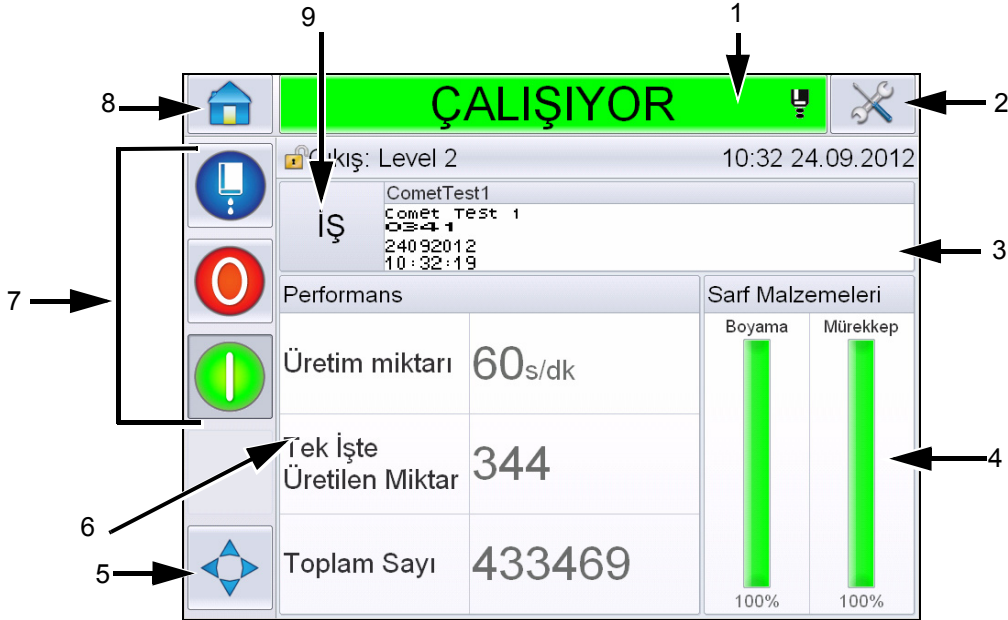 9
1
8
ÇALIŞIYOR
2
Çıkış: Level 2
10:32 24.09.2012
7
İŞ
CometTest1
Comet Test 1
0341
24092012
10:32:19
3
Performans
Sarf Malzemeleri
Boyama
Mürekkep
Üretim miktarı
60s/dk
Tek İşte
Üretilen Miktar
344
4
6
5
Toplam Sayı
433469
100%
100%